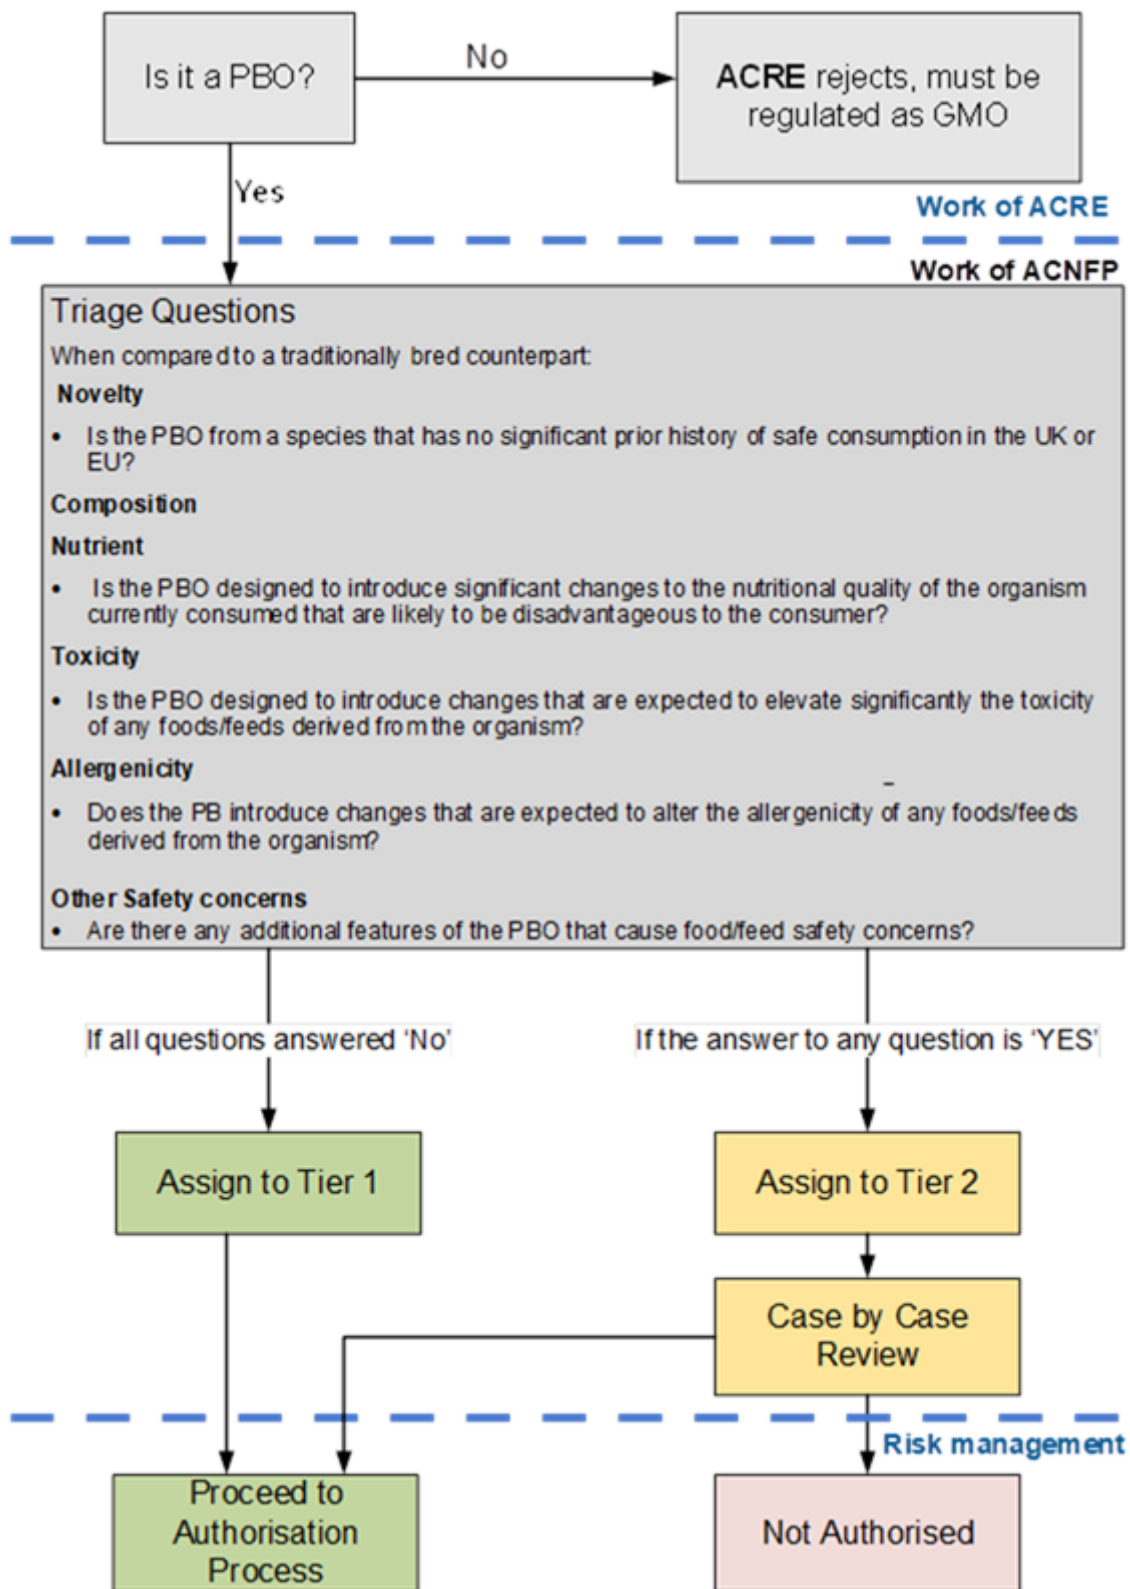 Is it a PBO?
No
ACRE rejects, must be
regulated as GMO
Yes
Work of ACRE
Work of ACNFP
Triage Questions
When compared to a traditionally bred counterpart:
Novelty
• Is the PBO from a species that has no significant prior history of safe consumption in the UK or
EU?
Composition
Nutrient
• Is the PBO designed to introduce significant changes to the nutritional quality of the organism
currently consumed that are likely to be disadvantageous to the consumer?
Toxicity
• Is the PBO designed to introduce changes that are expected to elevate significantly the toxicity
of any foods/feeds derived from the organism?
Allergenicity
• Does the PB introduce changes that are expected to alter the allergenicity of any foods/feeds
derived from the organism?
Other Safety concerns
• Are there any additional features of the PBO that cause food/feed safety concerns?
If all questions answered ‘No’
If the answer to any question is ‘YES’
Assign to Tier 1
Assign to Tier 2
Case by Case
Review
Risk management
Proceed to
Authorisation
Process
Not Authorised